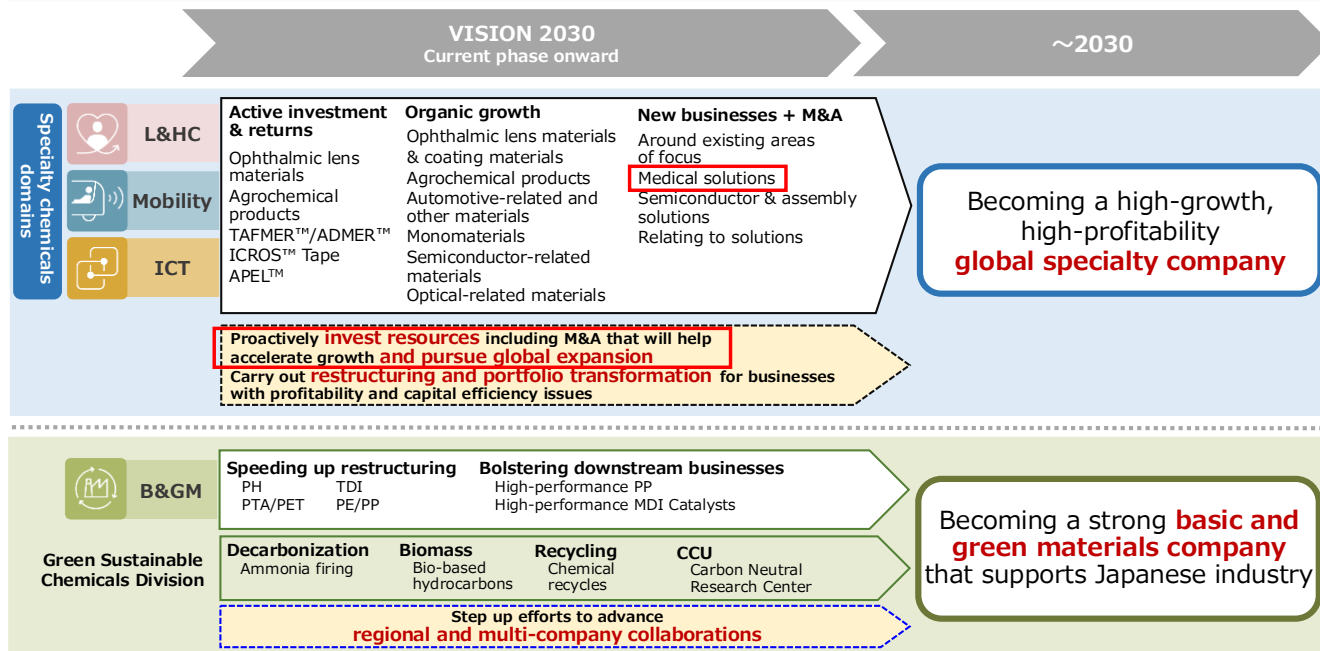 VISION 2030
Current phase onward
～2030
Specialty chemicals
domains
L&HC
Mobility
ICT
Active investment
& returns
Ophthalmic lens
materials
Agrochemical
products
TAFMER™/ADMER™
ICROS™ Tape
APEL™
Organic growth
Ophthalmic lens materials
& coating materials
Agrochemical products
Automotive-related and
other materials
Monomaterials
Semiconductor-related
materials
Optical-related materials
New businesses + M&A
Around existing areas
of focus
Medical solutions
Semiconductor & assembly
solutions
Relating to solutions
Becoming a high-growth,
high-profitability
global specialty company
Proactively invest resources including M&A that will help
accelerate growth and pursue global expansion
Carry out restructuring and portfolio transformation for businesses
with profitability and capital efficiency issues
B&GM
Speeding up restructuring
PH TDI
PTA/PET PE/PP
Bolstering downstream businesses
High-performance PP
High-performance MDI Catalysts
Green Sustainable
Chemicals Division
Decarbonization
Ammonia firing
Biomass
Bio-based
hydrocarbons
Recycling
Chemical
recycles
CCU
Carbon Neutral
Research Center
Step up efforts to advance
regional and multi-company collaborations
Becoming a strong basic and
green materials company
that supports Japanese industry